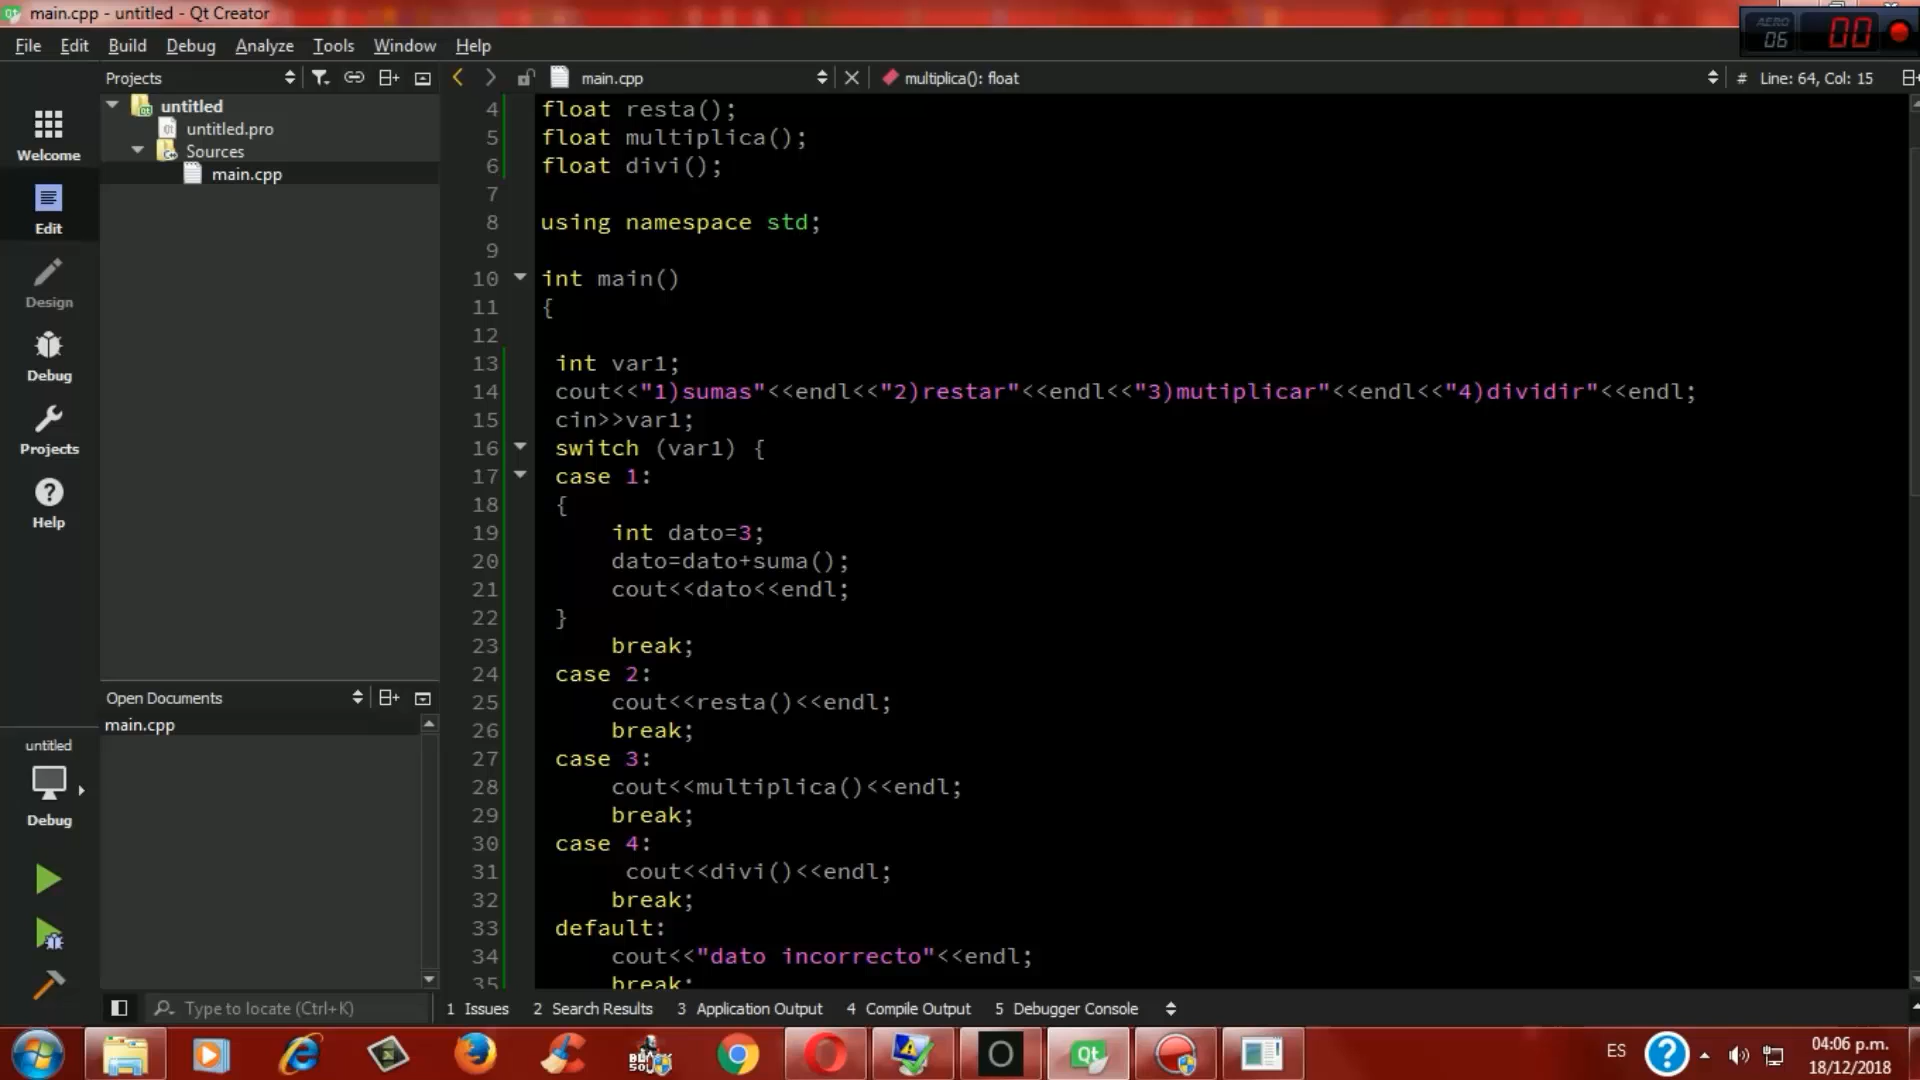 main.cpp - untitled - Qt Creator
File Edit Build Debug Analyze Tools Window Help
AERO
06 00
Projects
main.cpp
multiplica(): float
# Line: 64, Col: 15
untitled
untitled.pro
Sources
main.cpp
Welcome
Edit
Design
Debug
Projects
Help
4 float resta();
5 float multiplica();
6 float divi();
7
8 using namespace std;
9
10 int main()
11 {
12
13 int var1;
14 cout<<"1)sumas"<<endl<<"2)restar"<<endl<<"3)mutiplicar"<<endl<<"4)dividir"<<endl;
15 cin>>var1;
16 switch (var1) {
17 case 1:
18 {
19 int dato=3;
20 dato=dato+suma();
21 cout<<dato<<endl;
22 }
23 break;
24 case 2:
25 cout<<resta()<<endl;
26 break;
27 case 3:
28 cout<<multiplica()<<endl;
29 break;
30 case 4:
31 cout<<divi()<<endl;
32 break;
33 default:
34 cout<<"dato incorrecto"<<endl;
35 break;
Open Documents
main.cpp
untitled
Debug
Type to locate (Ctrl+K)
1 Issues 2 Search Results 3 Application Output 4 Compile Output 5 Debugger Console
Qt
ES
04:06 p.m.
18/12/2018